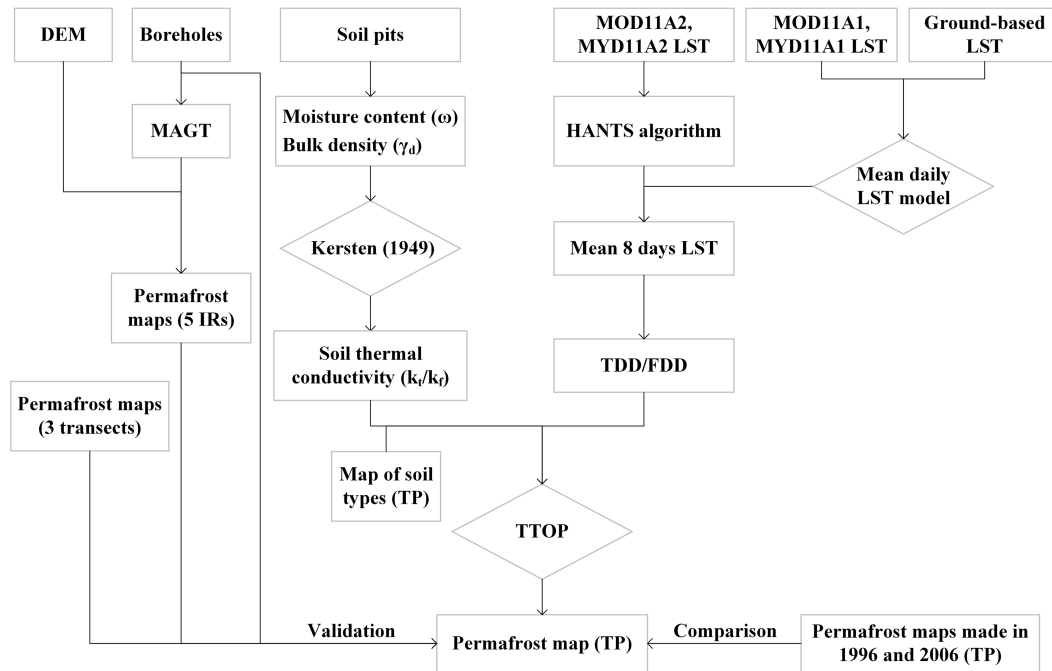 DEM
Boreholes
Soil pits
MOD11A2,
MYD11A2 LST
MOD11A1,
MYD11A1 LST
Ground-based
LST
MAGT
Moisture content (ω)
Bulk density (γd)
HANTS algorithm
Mean daily
LST model
Kersten (1949)
Mean 8 days LST
Permafrost
maps (5 IRs)
Soil thermal
conductivity (kt/kf)
TDD/FDD
Permafrost maps
(3 transects)
Map of soil
types (TP)
TTOP
Validation
Permafrost map (TP)
Comparison
Permafrost maps made in
1996 and 2006 (TP)